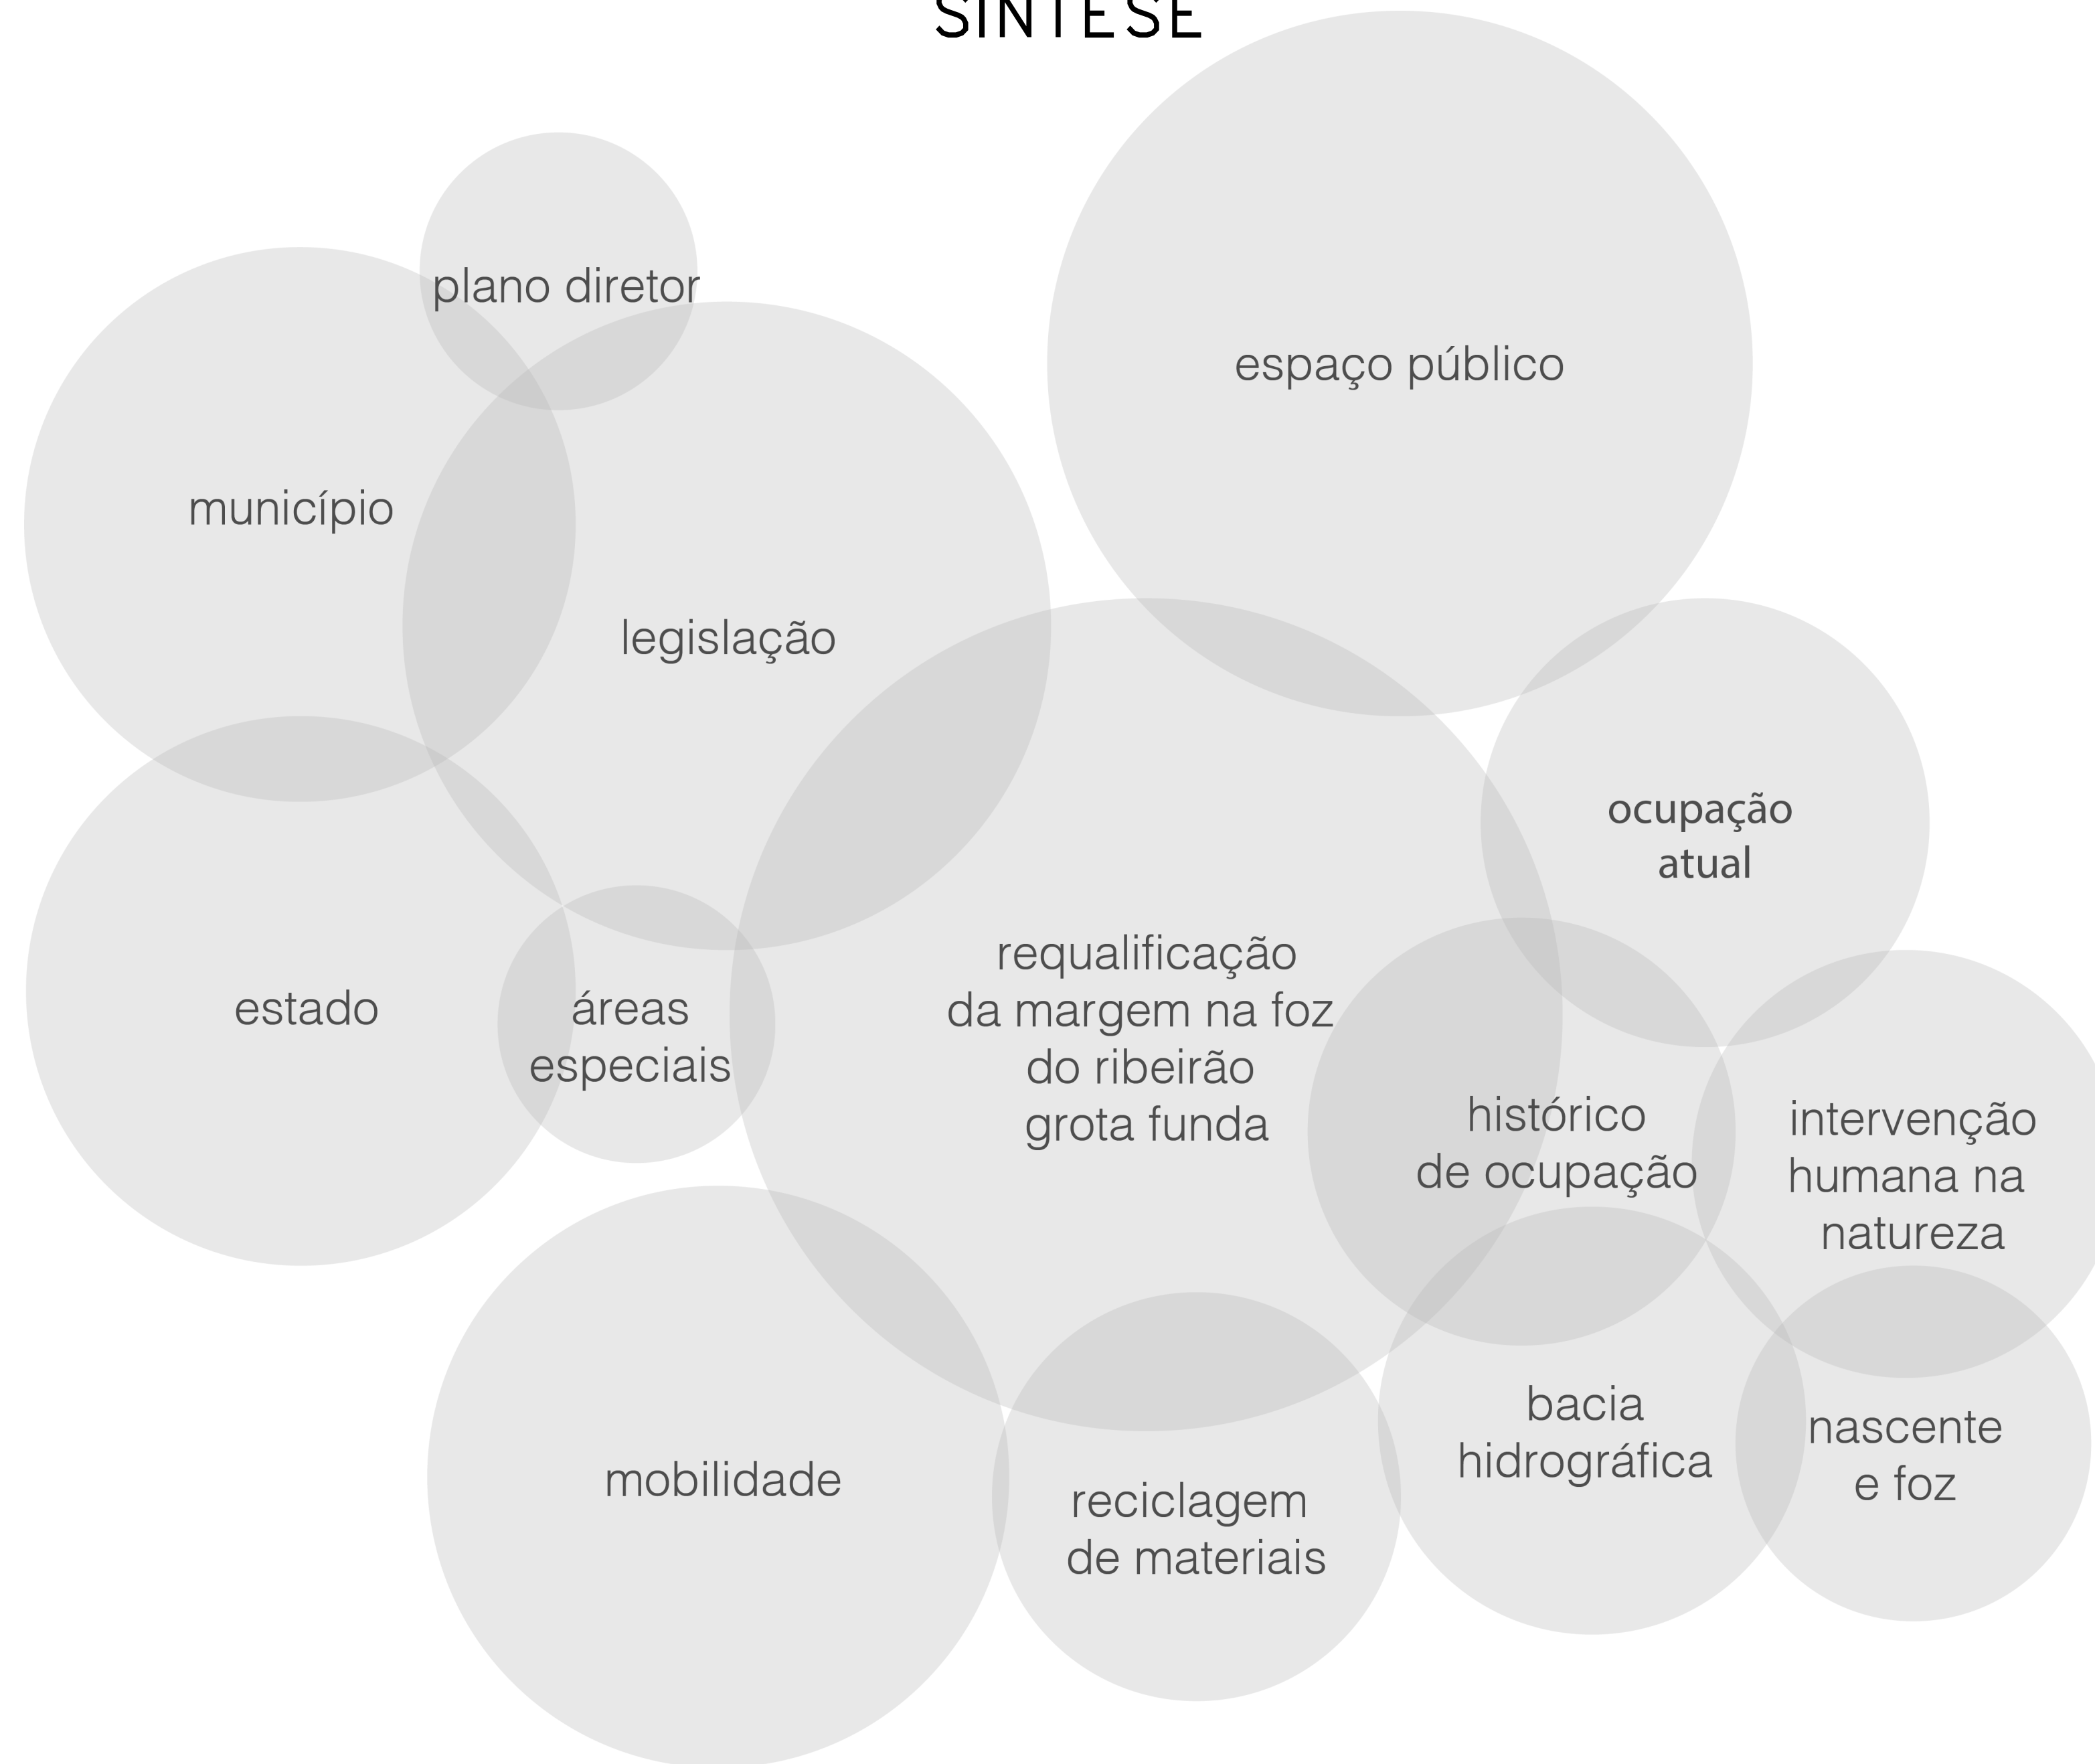 SÍNTESE
plano diretor
espaço público
município
legislação
ocupação
atual
requalificação
da margem na foz
do ribeirão
grota funda
estado
áreas
especiais
histórico
de ocupação
intervenção
humana na
natureza
bacia
hidrográfica
nascente
e foz
mobilidade
reciclagem
de materiais